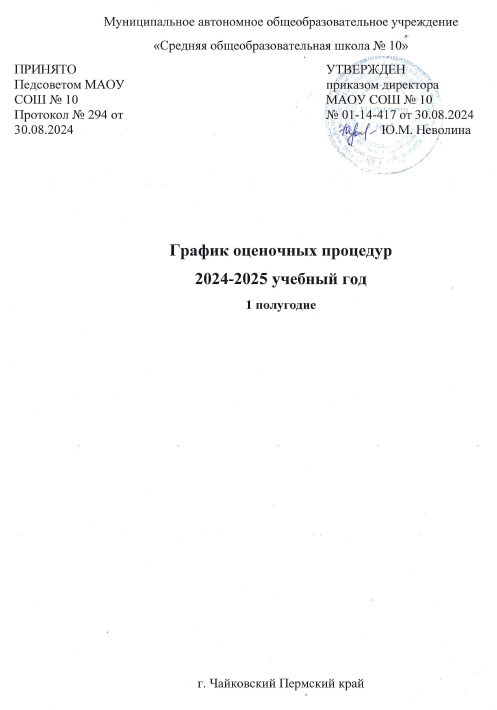 Муниципальное автономное общеобразовательное учреждение
«Средняя общеобразовательная школа № 10»
ПРИНЯТО
Педсоветом МАОУ
СОШ № 10
Протокол № 294 от
30.08.2024
УТВЕРЖДЕН
приказом директора
МАОУ СОШ № 10
№ 01-14-417 от 30.08.2024
Ю.М. Неволина
График оценочных процедур
2024-2025 учебный год
1 полугодие
г. Чайковский Пермский край